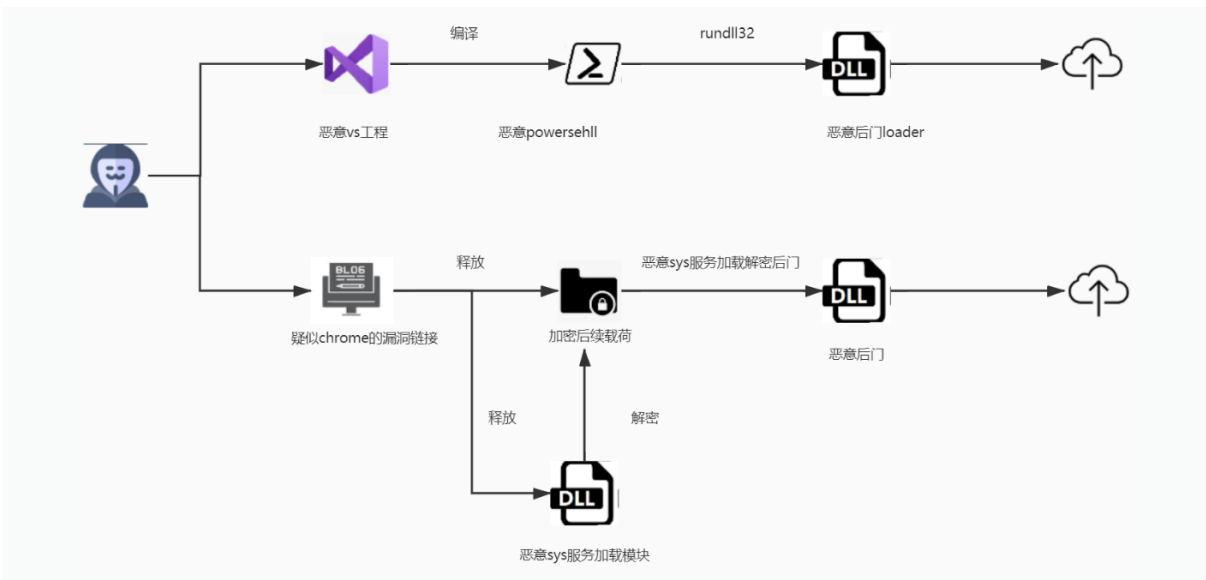 编译
rundll32
DLL
恶意vs工程
恶意powersehll
恶意后门loader
BLOG
释放
恶意sys服务加载解密后门
DLL
疑似chrome的漏洞链接
加密后续载荷
恶意后门
释放
解密
DLL
恶意sys服务加载模块